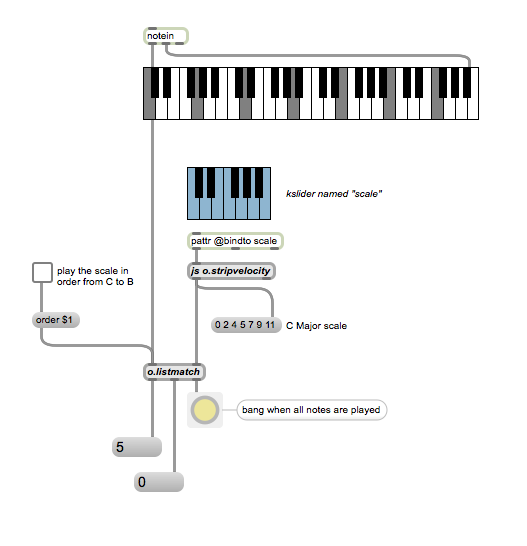 notein
kslider named "scale"
pattr @bindto scale
js o.stripvelocity
play the scale in
order from C to B
order $1
0 2 4 5 7 9 11
C Major scale
o.listmatch
bang when all notes are played
5
0